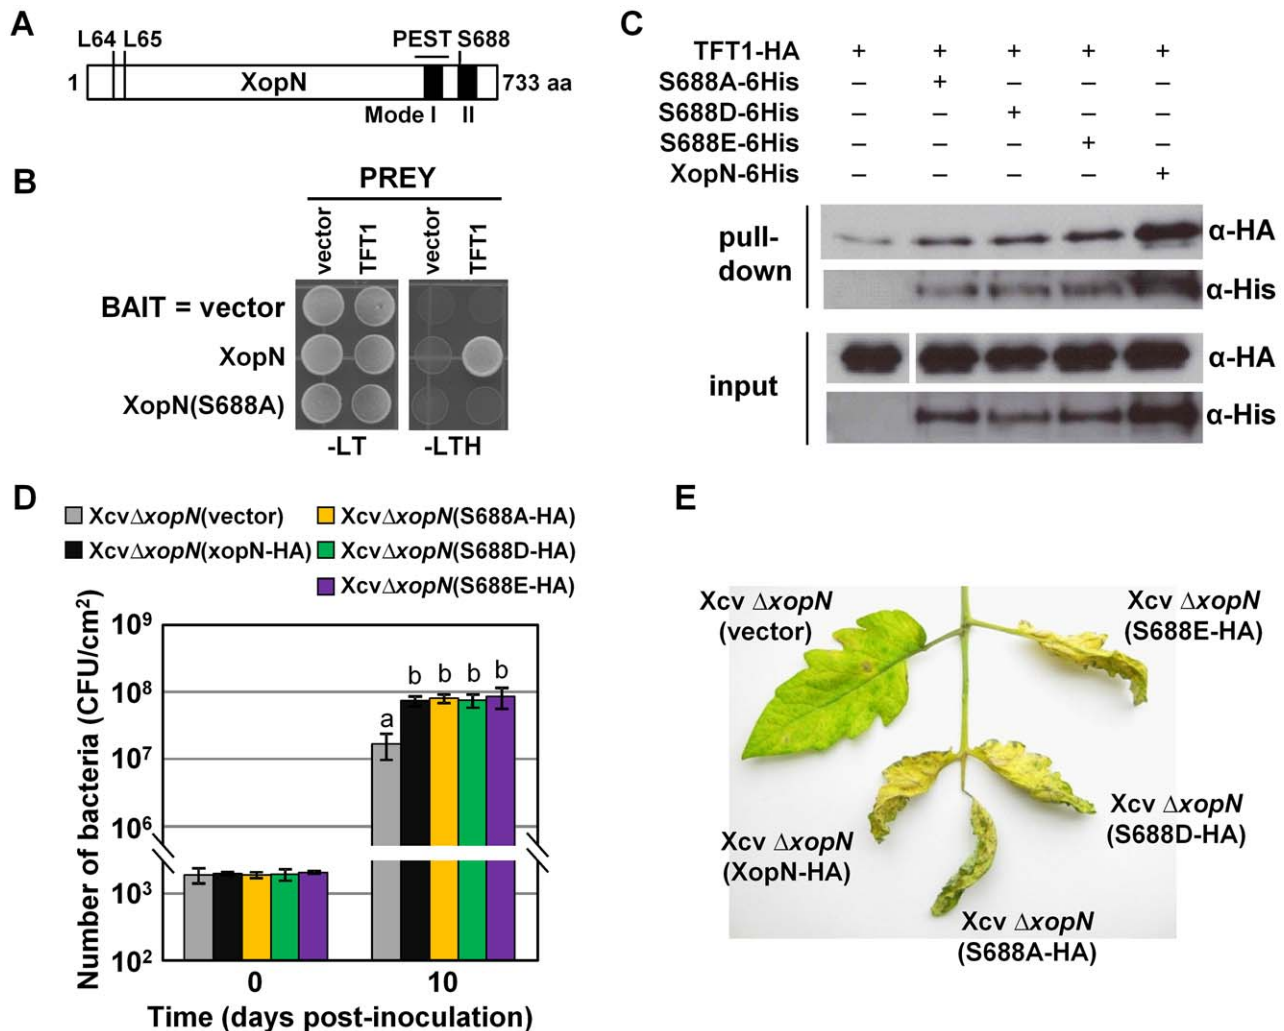 A
L64 L65 PEST S688
1 XopN 733 aa
Mode I II
B
PREY
vector TFT1 vector TFT1
BAIT = vector
XopN
XopN(S688A)
-LT -LTH
C
TFT1-HA + + + + +
S688A-6His – + – – –
S688D-6His – – + – –
S688E-6His – – – + –
XopN-6His – – – – +
pull-
down
α-HA
α-His
input
α-HA
α-His
D
XcvΔxopN(vector) XcvΔxopN(S688A-HA)
XcvΔxopN(xopN-HA) XcvΔxopN(S688D-HA)
XcvΔxopN(S688E-HA)
Number of bacteria (CFU/cm²)
10⁹
10⁸
10⁷
10⁶
10³
10²
a b b b b
0 10
Time (days post-inoculation)
E
Xcv ΔxopN
(vector)
Xcv ΔxopN
(S688E-HA)
Xcv ΔxopN
(XopN-HA)
Xcv ΔxopN
(S688D-HA)
Xcv ΔxopN
(S688A-HA)